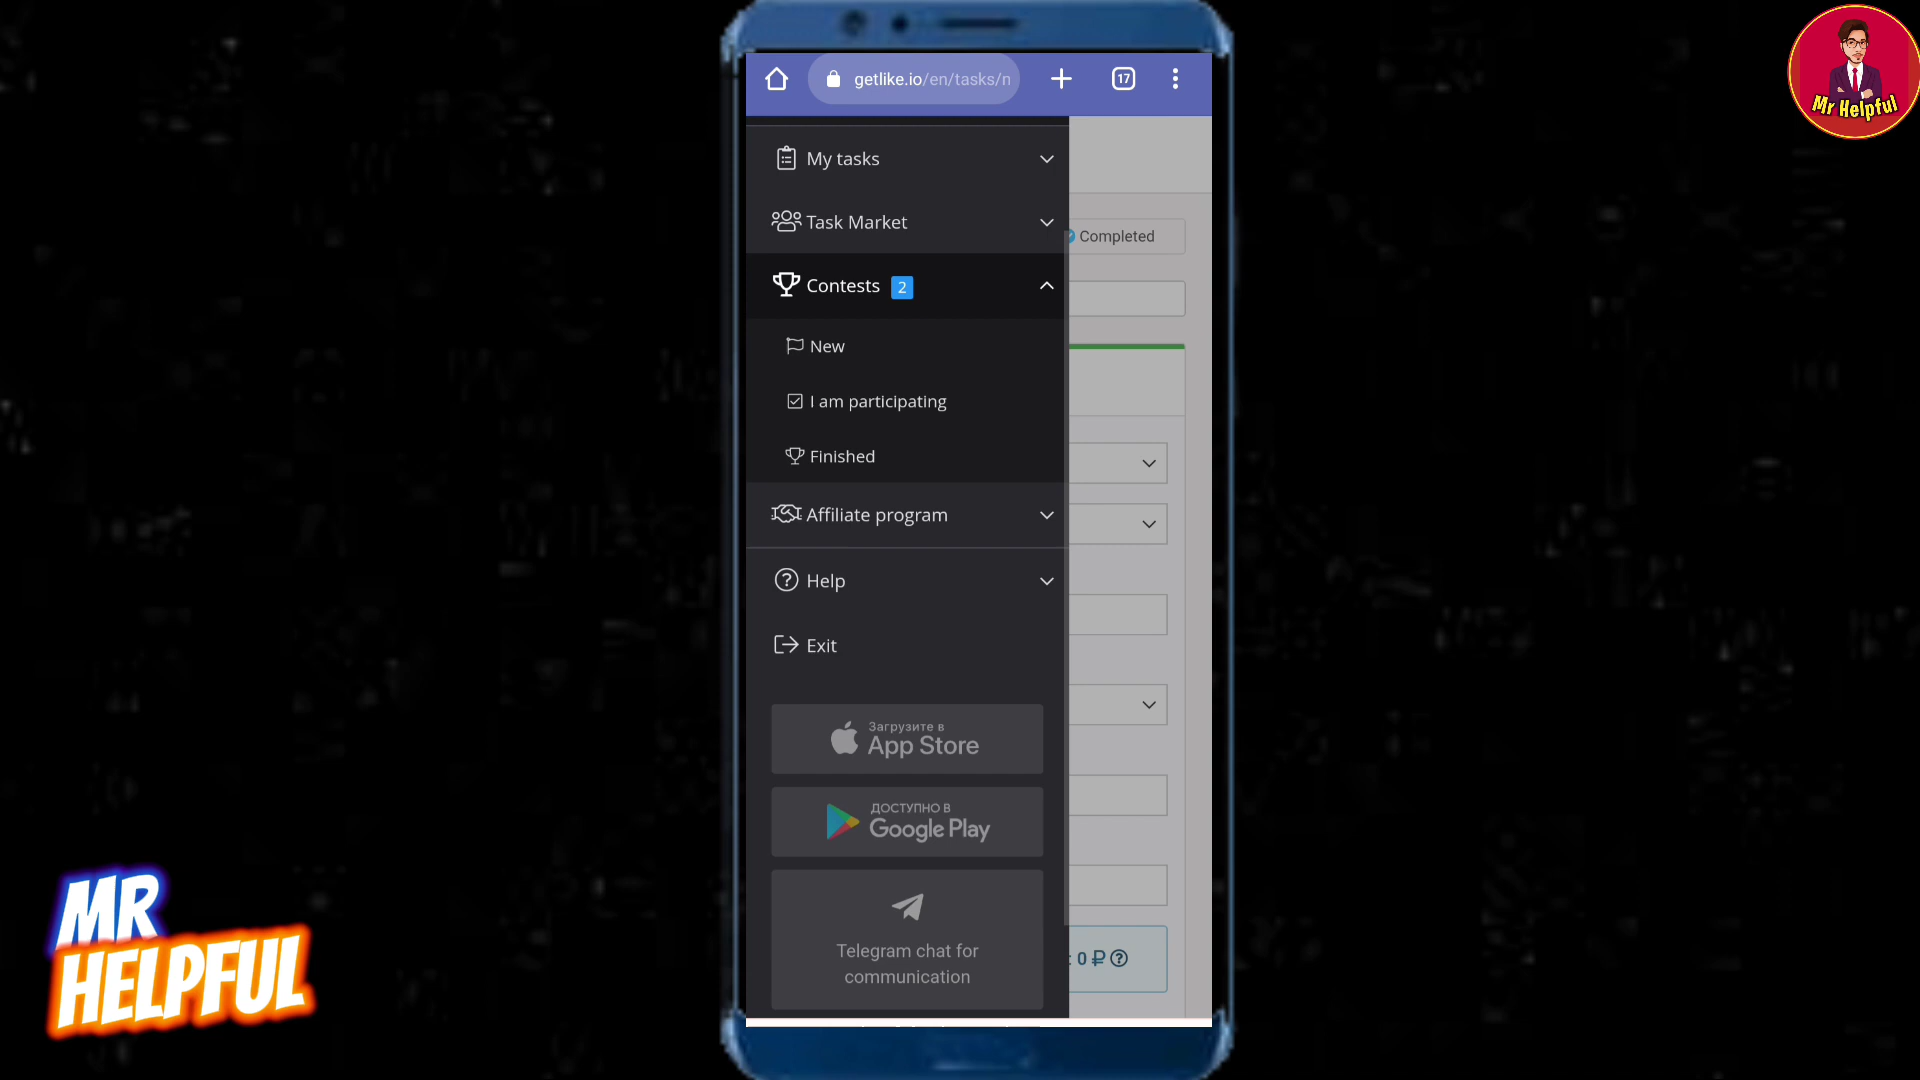 getlike.io/en/tasks/n
17
Mr Helpful
My tasks
Task Market
Completed
Contests 2
New
I am participating
Finished
Affiliate program
Help
Exit
Загрузите в
App Store
ДОСТУПНО В
Google Play
Telegram chat for
communication
: 0 ₽
MR
HELPFUL